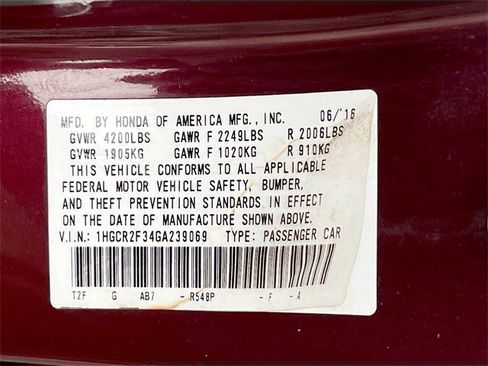 MFD. BY HONDA OF AMERICA MFG., INC. 06/'16
GVWR 4200LBS GAWR F 2249LBS R 2006LBS
GVWR 1905KG GAWR F 1020KG R 910KG
THIS VEHICLE CONFORMS TO ALL APPLICABLE
FEDERAL MOTOR VEHICLE SAFETY, BUMPER,
AND THEFT PREVENTION STANDARDS IN EFFECT
ON THE DATE OF MANUFACTURE SHOWN ABOVE.
V.I.N.: 1HGCR2F34GA239069 TYPE: PASSENGER CAR
T2F G AB7 - R548P - F - A